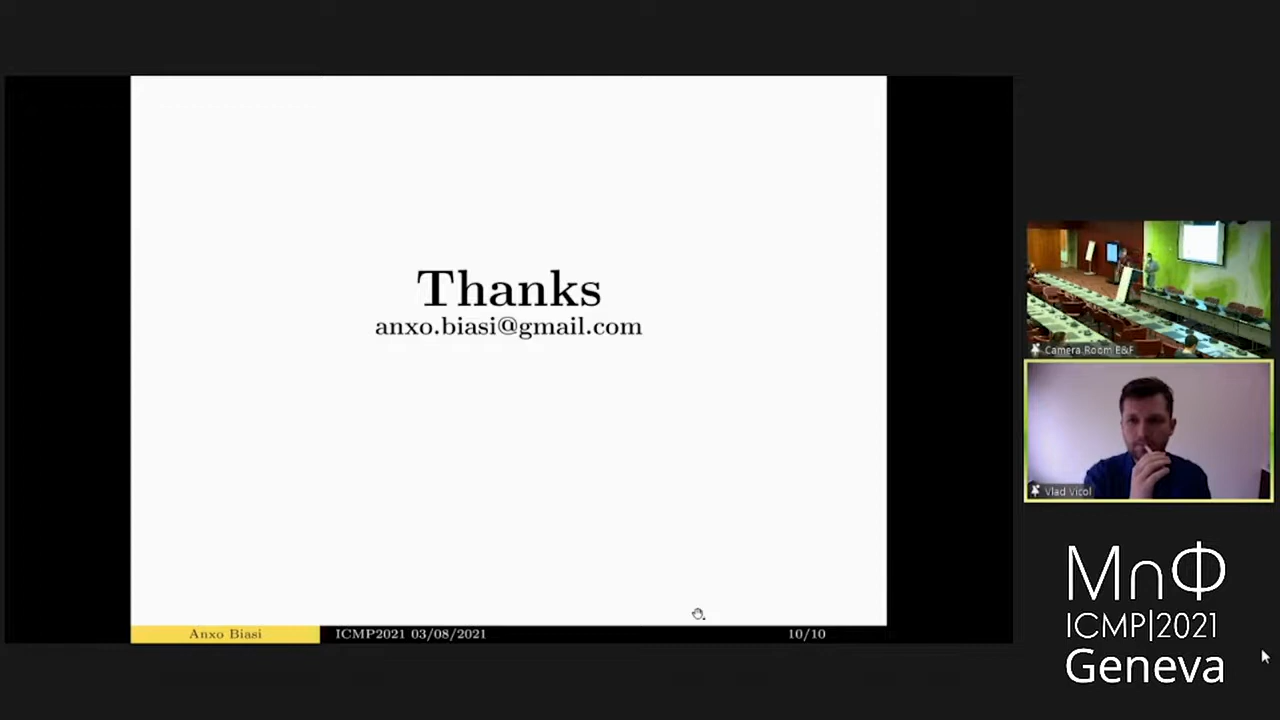 Thanks
anxo.biasi@gmail.com
Anxo Biasi
ICMP2021 03/08/2021
10/10
Camera Room E&F
Vlad Vicol
M∩Φ
ICMP|2021
Geneva